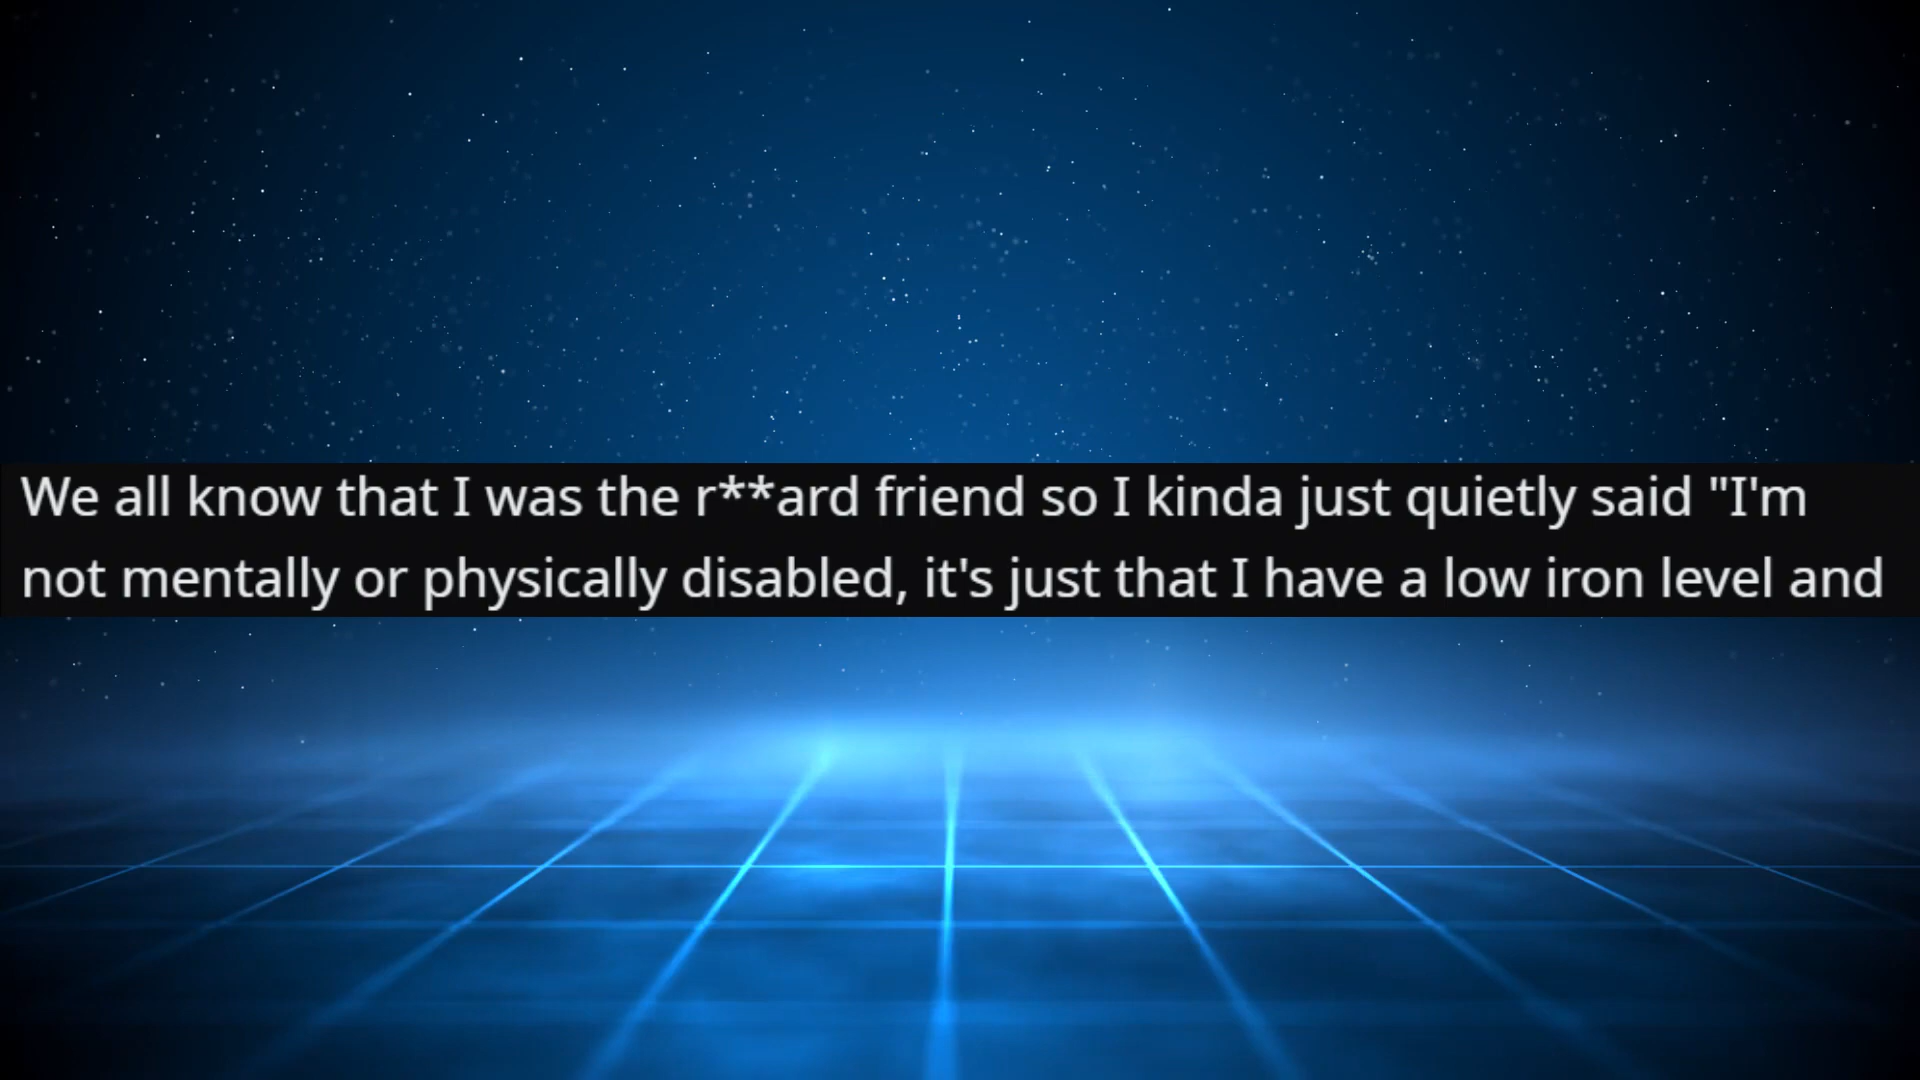 We all know that I was the r**ard friend so I kinda just quietly said "I'm
not mentally or physically disabled, it's just that I have a low iron level and